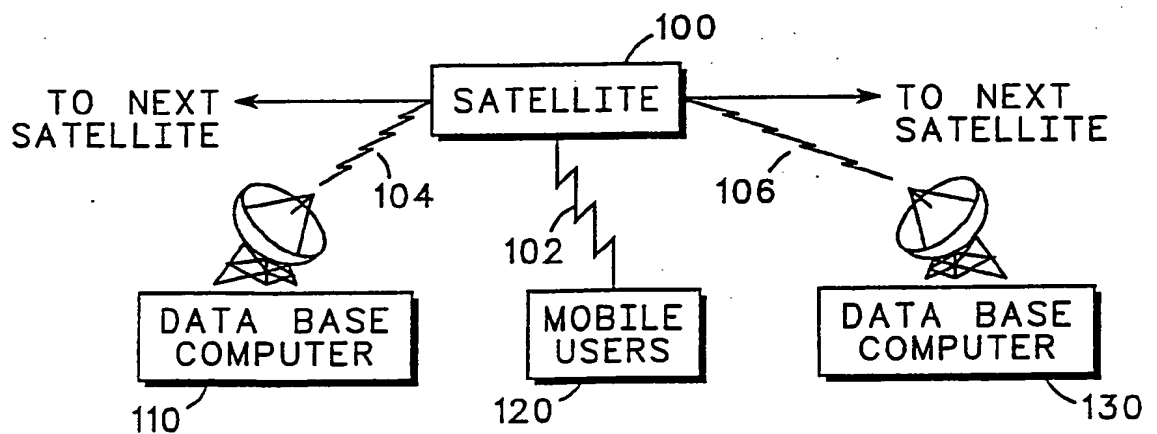 100
TO NEXT
SATELLITE
SATELLITE
TO NEXT
SATELLITE
104
102
106
DATA BASE
COMPUTER
MOBILE
USERS
DATA BASE
COMPUTER
110
120
130